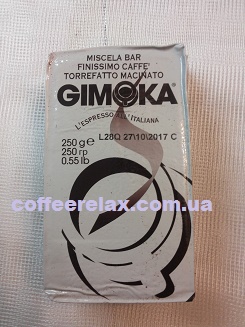 MISCELA BAR
FINISSIMO CAFFE'
TORREFATTO MACINATO
GIMOKA
L'ESPRESSO ALL'ITALIANA
L28Q 27\10\2017 C
250 g e
250 гр
0.55 lb
coffeerelax.com.ua